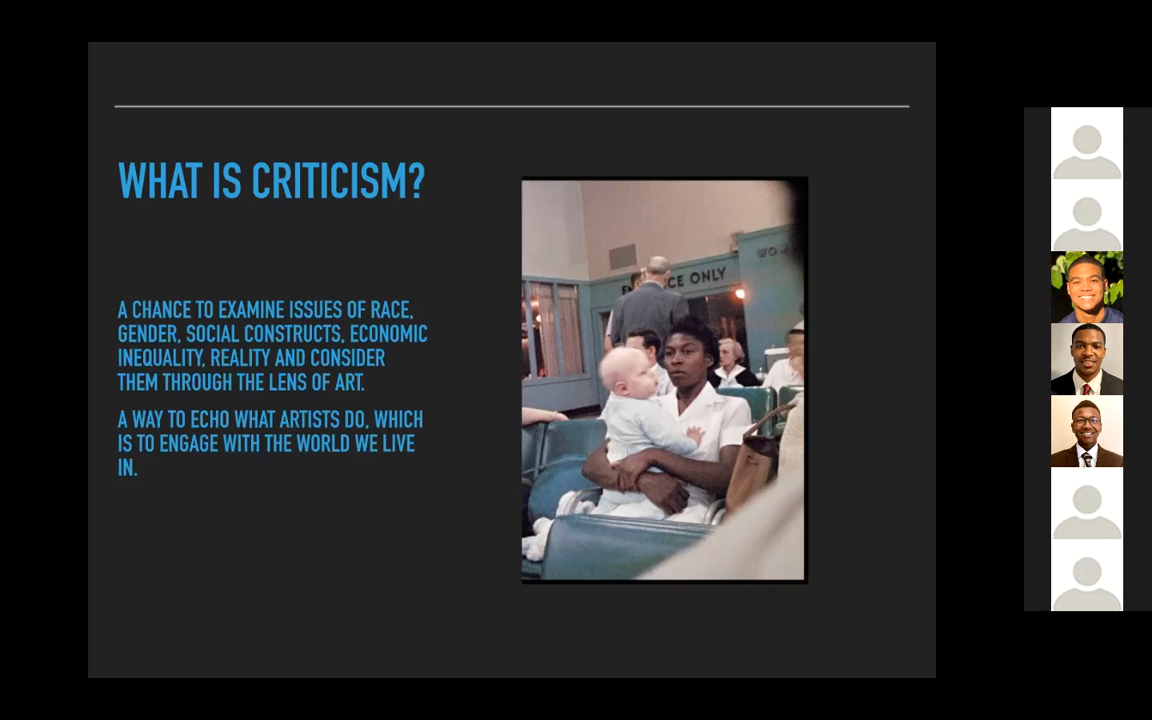 WHAT IS CRITICISM?
A CHANCE TO EXAMINE ISSUES OF RACE,
GENDER, SOCIAL CONSTRUCTS, ECONOMIC
INEQUALITY, REALITY AND CONSIDER
THEM THROUGH THE LENS OF ART.
A WAY TO ECHO WHAT ARTISTS DO, WHICH
IS TO ENGAGE WITH THE WORLD WE LIVE
IN.
CE ONLY
WO